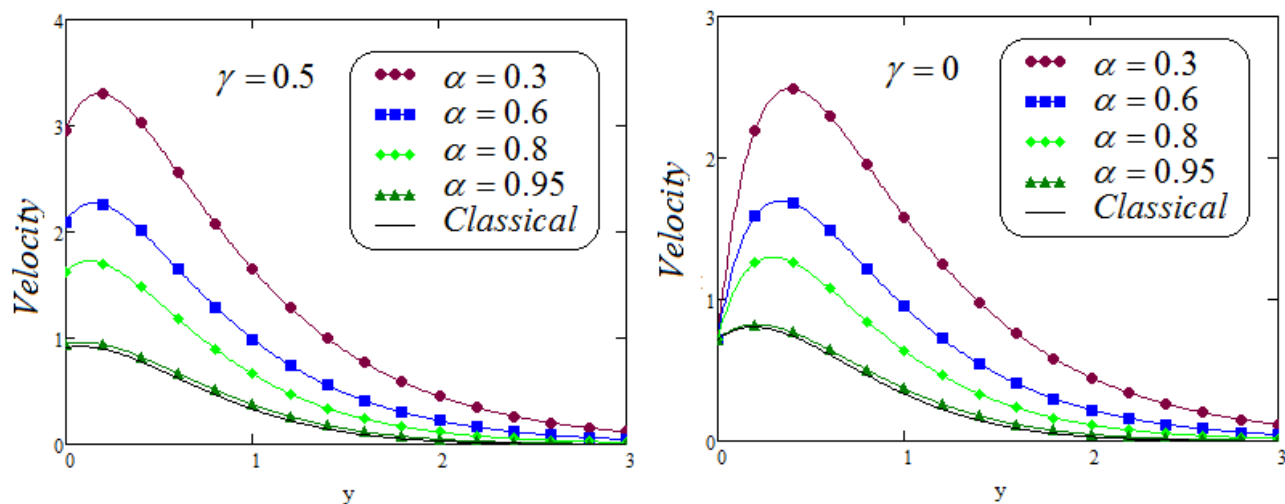 4
3
2
1
0
Velocity
γ = 0.5
α = 0.3
α = 0.6
α = 0.8
α = 0.95
Classical
0 1 2 3
y
3
2
1
0
Velocity
γ = 0
α = 0.3
α = 0.6
α = 0.8
α = 0.95
Classical
0 1 2 3
y